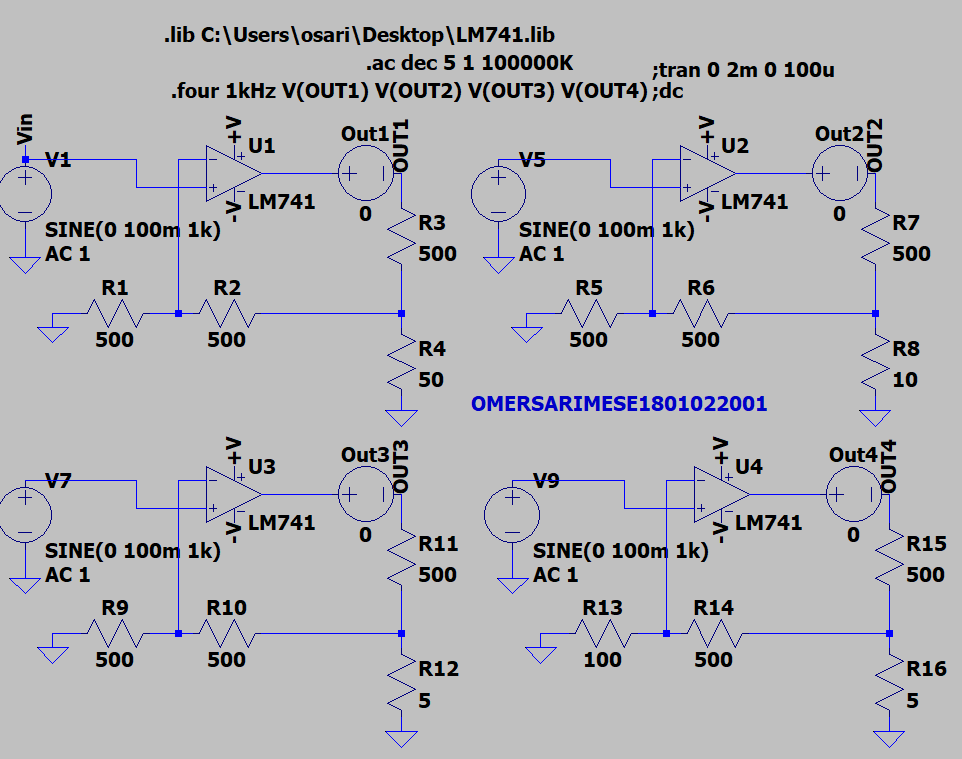 .lib C:\Users\osari\Desktop\LM741.lib
.ac dec 5 1 100000K
;tran 0 2m 0 100u
.four 1kHz V(OUT1) V(OUT2) V(OUT3) V(OUT4) ;dc
Vin
V1
SINE(0 100m 1k)
AC 1
+V
U1
LM741
-V
Out1
OUT1
0
R3
500
R1
500
R2
500
R4
50
V5
SINE(0 100m 1k)
AC 1
+V
U2
LM741
-V
Out2
OUT2
0
R7
500
R5
500
R6
500
R8
10
OMERSARIMESE1801022001
V7
SINE(0 100m 1k)
AC 1
+V
U3
LM741
-V
Out3
OUT3
0
R11
500
R9
500
R10
500
R12
5
V9
SINE(0 100m 1k)
AC 1
+V
U4
LM741
-V
Out4
OUT4
0
R15
500
R13
100
R14
500
R16
5